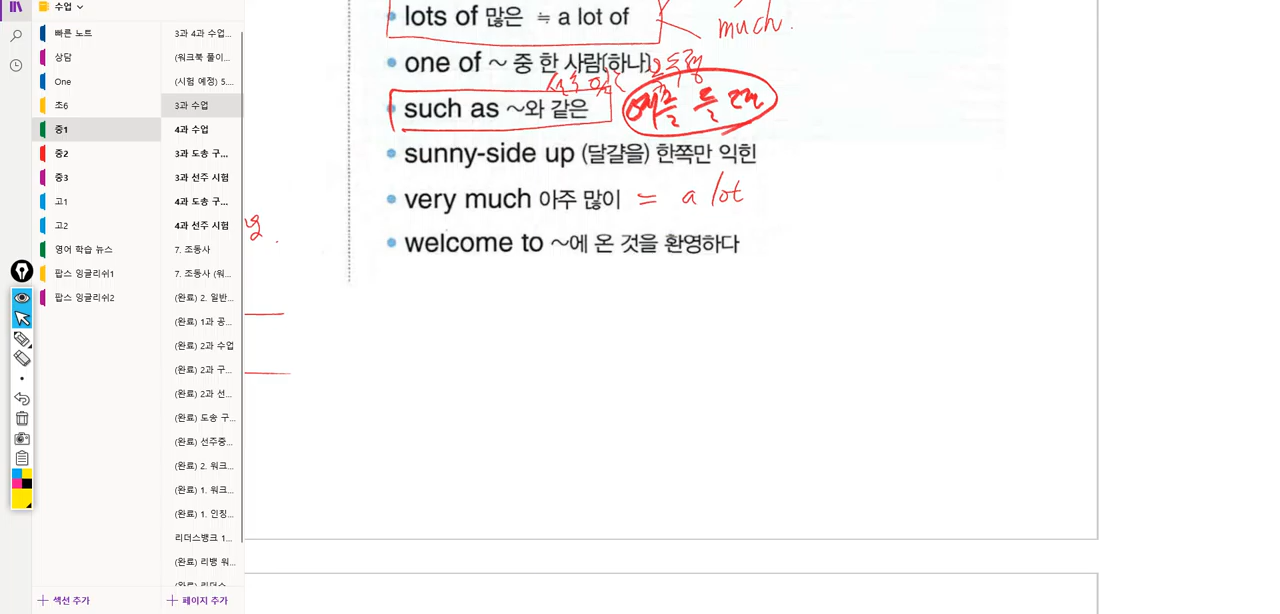 수업
빠른 노트
상담
One
초6
중1
중2
중3
고1
고2
영어 학습 뉴스
팝스 잉글리쉬1
팝스 잉글리쉬2
+ 섹션 추가
3과 4과 수업...
(워크북 풀이...
(시험 예정) 5....
3과 수업
4과 수업
3과 도송 구...
3과 선주 시험
4과 도송 구...
4과 선주 시험
7. 조동사
7. 조동사 (워...
(완료) 2. 일반...
(완료) 1과 공...
(완료) 2과 수업
(완료) 2과 구...
(완료) 2과 선...
(완료) 도송 구...
(완료) 선주중...
(완료) 2. 워크...
(완료) 1. 워크...
(완료) 1. 인칭...
리더스뱅크 1...
(완료) 리뱅 워...
(완료) 리더스...
+ 페이지 추가
lots of 많은 ≒ a lot of
much.
one of ~ 중 한 사람[하나]
such as ~와 같은 예를 들면
sunny-side up (달걀을) 한쪽만 익힌
very much 아주 많이 = a lot
welcome to ~에 온 것을 환영하다